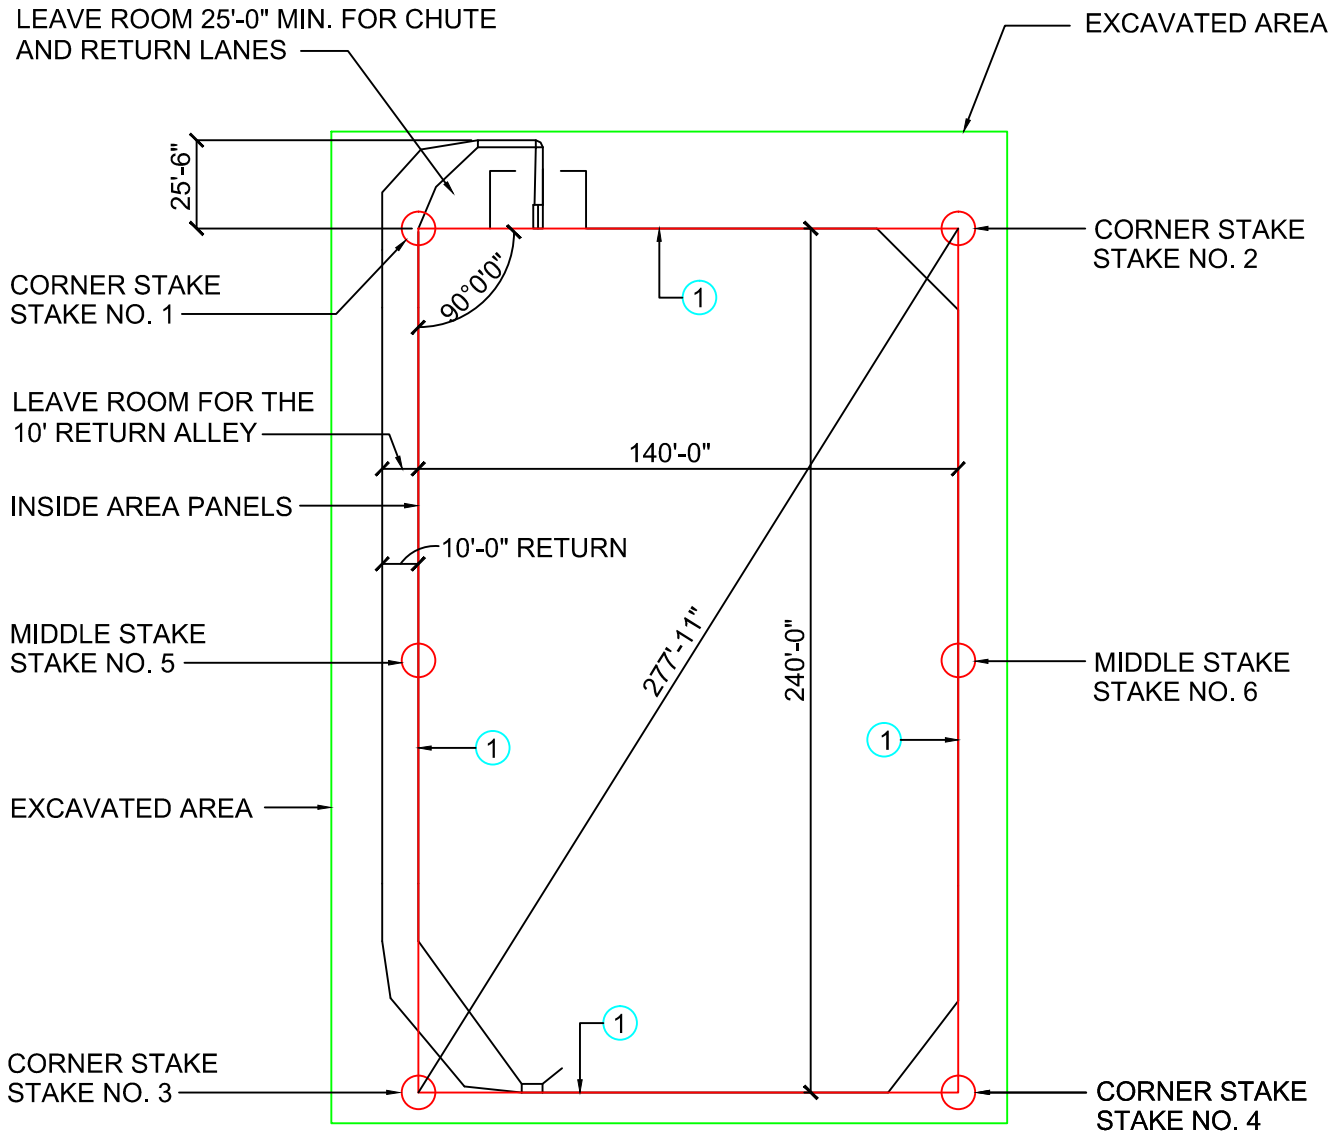 LEAVE ROOM 25'-0" MIN. FOR CHUTE
AND RETURN LANES
EXCAVATED AREA
25'-6"
CORNER STAKE
STAKE NO. 2
CORNER STAKE
STAKE NO. 1
90°0'0"
1
LEAVE ROOM FOR THE
10' RETURN ALLEY
140'-0"
INSIDE AREA PANELS
10'-0" RETURN
MIDDLE STAKE
STAKE NO. 5
277'-11"
240'-0"
MIDDLE STAKE
STAKE NO. 6
1
1
EXCAVATED AREA
1
CORNER STAKE
STAKE NO. 3
CORNER STAKE
STAKE NO. 4